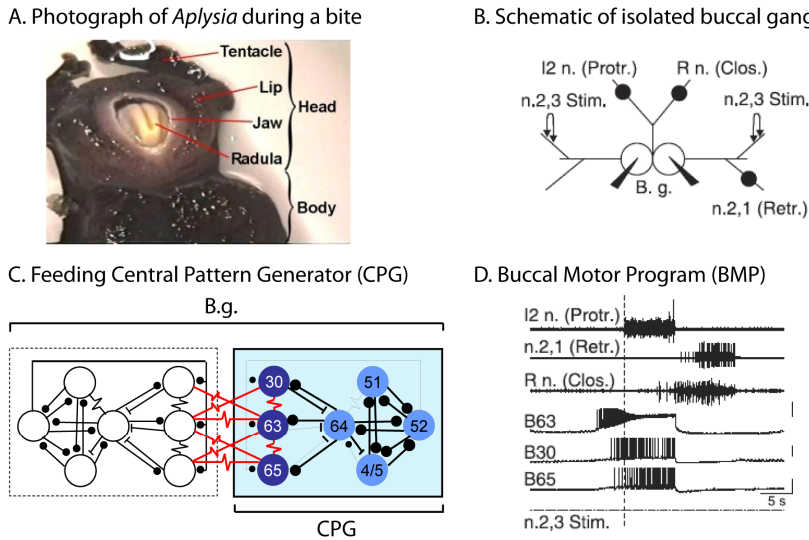 A. Photograph of Aplysia during a bite
Tentacle
Lip
Head
Jaw
Radula
Body
B. Schematic of isolated buccal gang
I2 n. (Protr.) R n. (Clos.)
n.2,3 Stim. n.2,3 Stim.
B. g.
n.2,1 (Retr.)
C. Feeding Central Pattern Generator (CPG)
B.g.
30 51
63 64 52
65 4/5
CPG
D. Buccal Motor Program (BMP)
I2 n. (Protr.)
n.2,1 (Retr.)
R n. (Clos.)
B63
B30
B65
5 s
n.2,3 Stim.